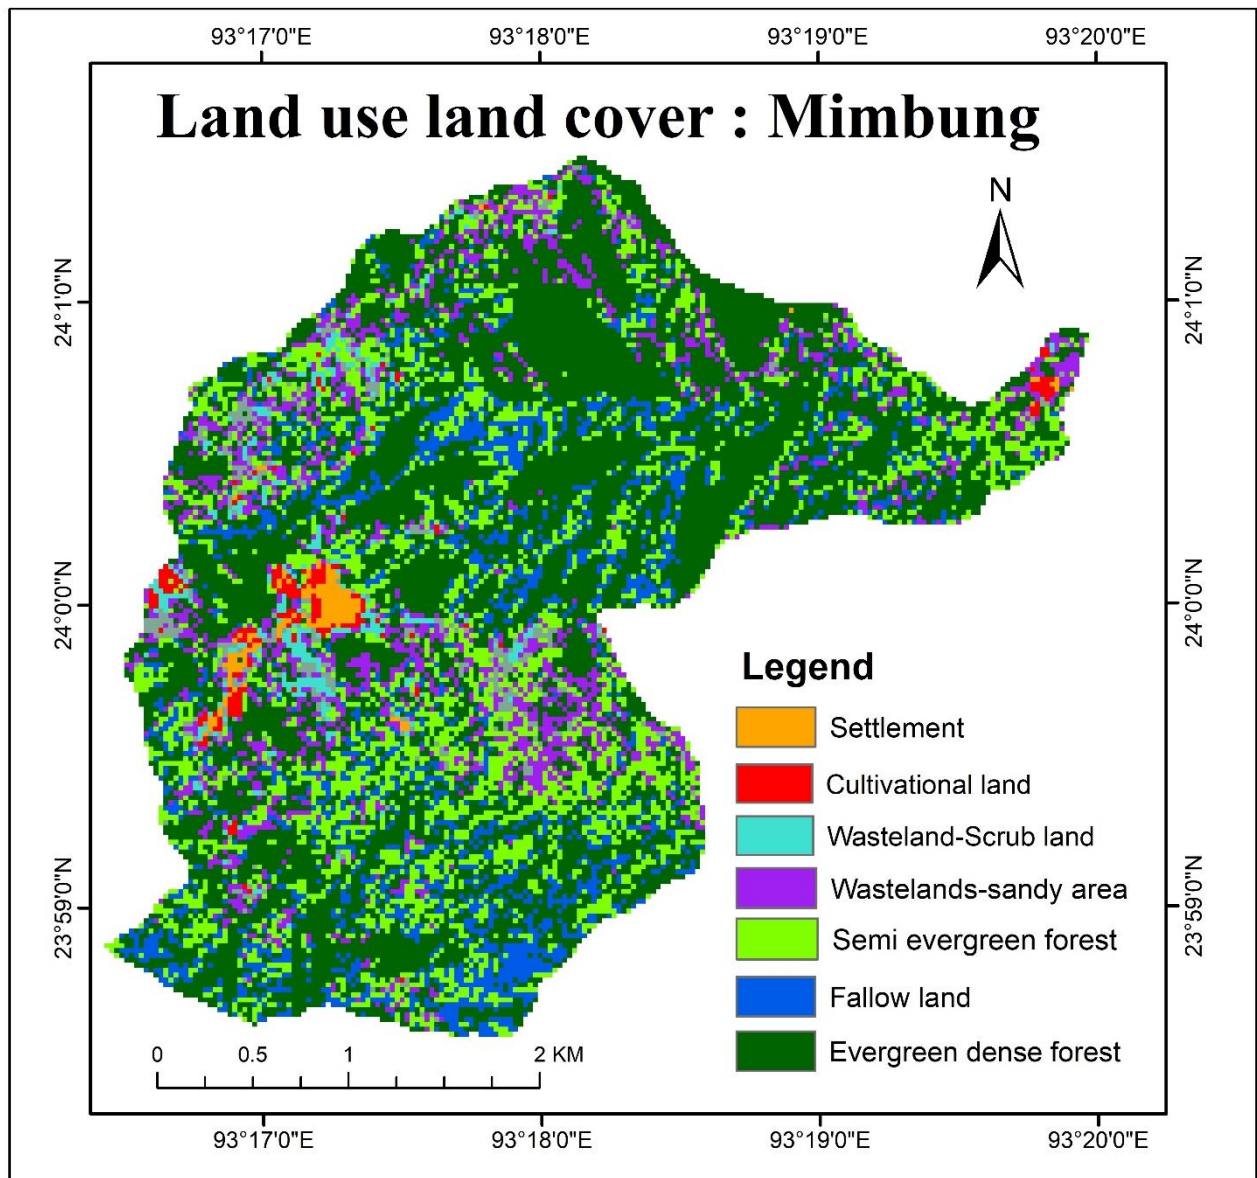 93°17'0"E 93°18'0"E 93°19'0"E 93°20'0"E
Land use land cover : Mimbung
N
24°1'0"N
24°1'0"N
24°0'0"N
24°0'0"N
23°59'0"N
23°59'0"N
Legend
Settlement
Cultivational land
Wasteland-Scrub land
Wastelands-sandy area
Semi evergreen forest
Fallow land
Evergreen dense forest
0 0.5 1 2 KM
93°17'0"E 93°18'0"E 93°19'0"E 93°20'0"E